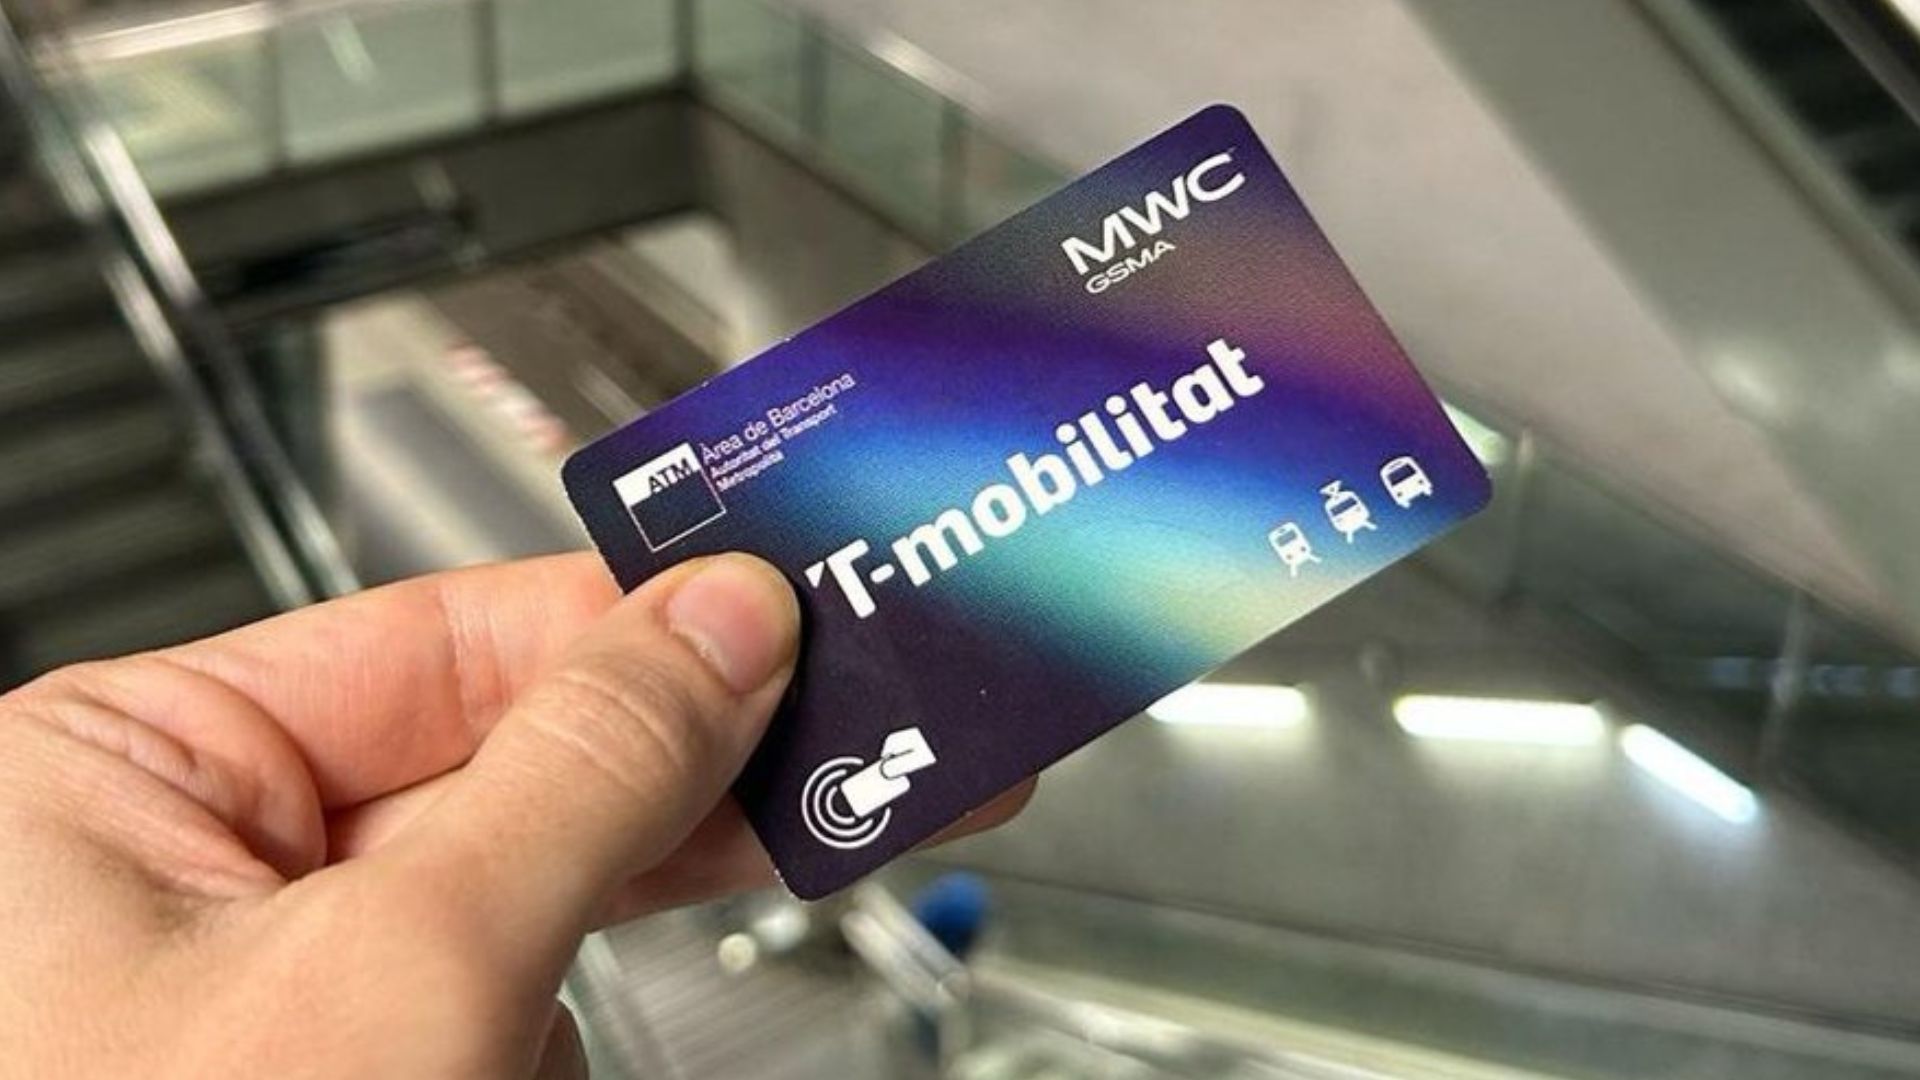 MWC
GSMA
ATM
Àrea de Barcelona
Autoritat del Transport
Metropolità
T-mobilitat